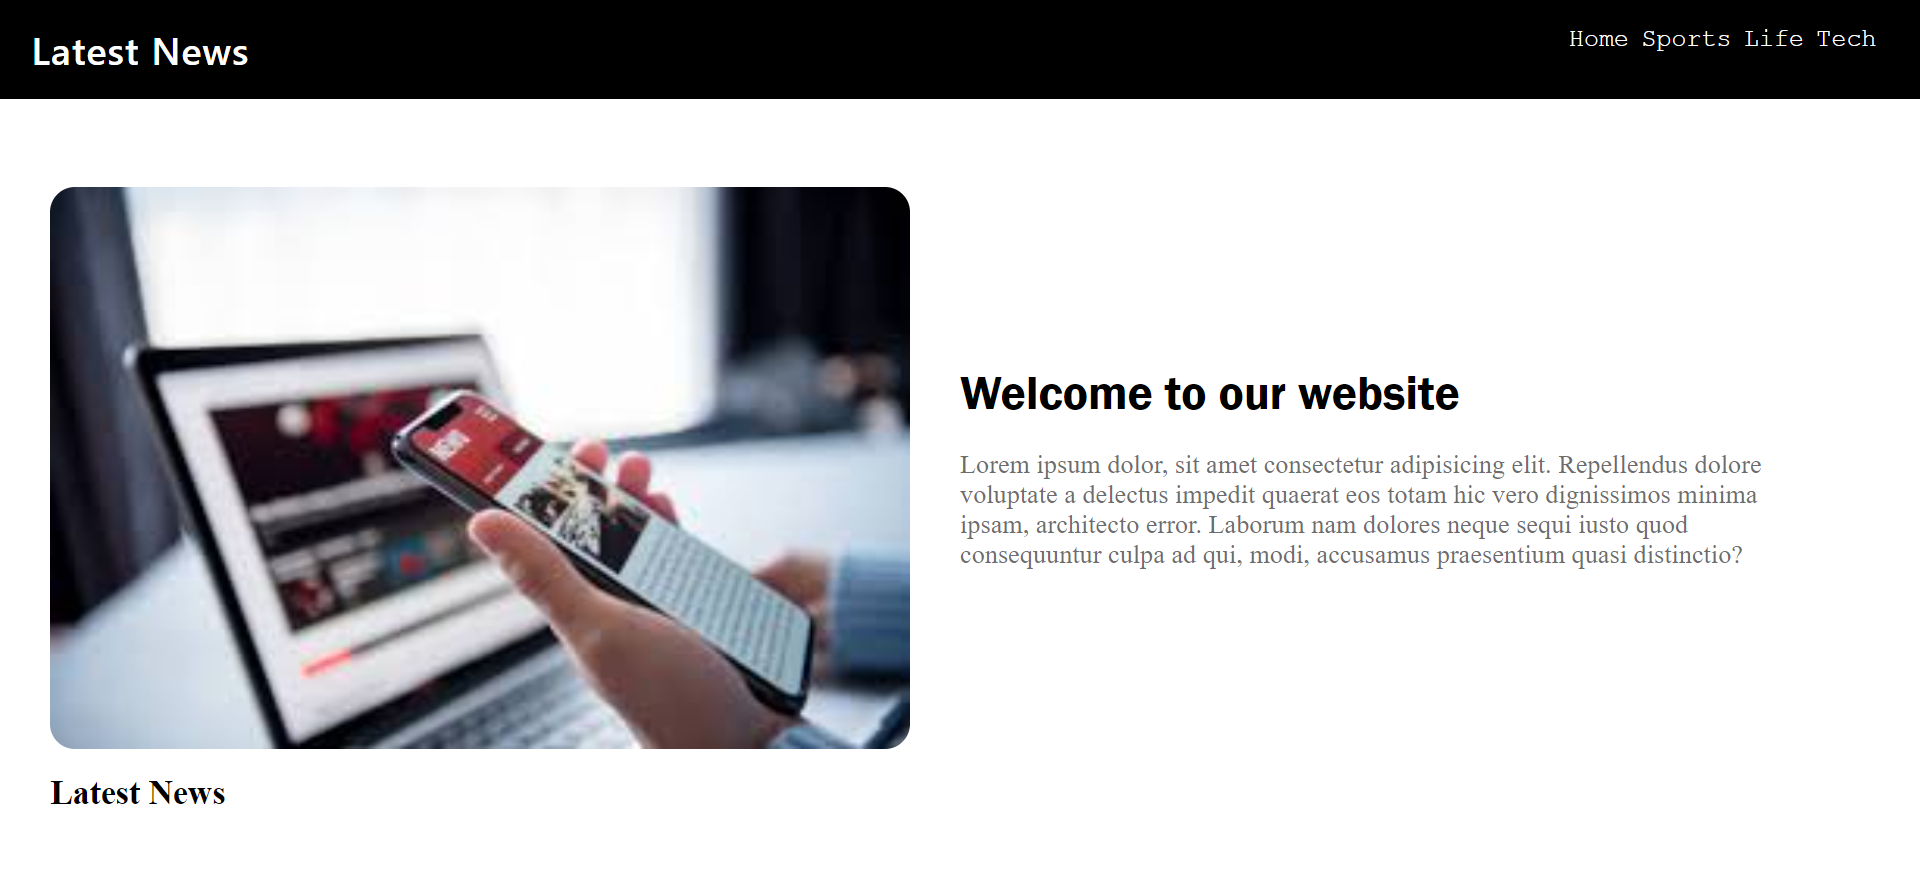 Latest News
Home Sports Life Tech
NEWS
Welcome to our website
Lorem ipsum dolor, sit amet consectetur adipisicing elit. Repellendus dolore
voluptate a delectus impedit quaerat eos totam hic vero dignissimos minima
ipsam, architecto error. Laborum nam dolores neque sequi iusto quod
consequuntur culpa ad qui, modi, accusamus praesentium quasi distinctio?
Latest News